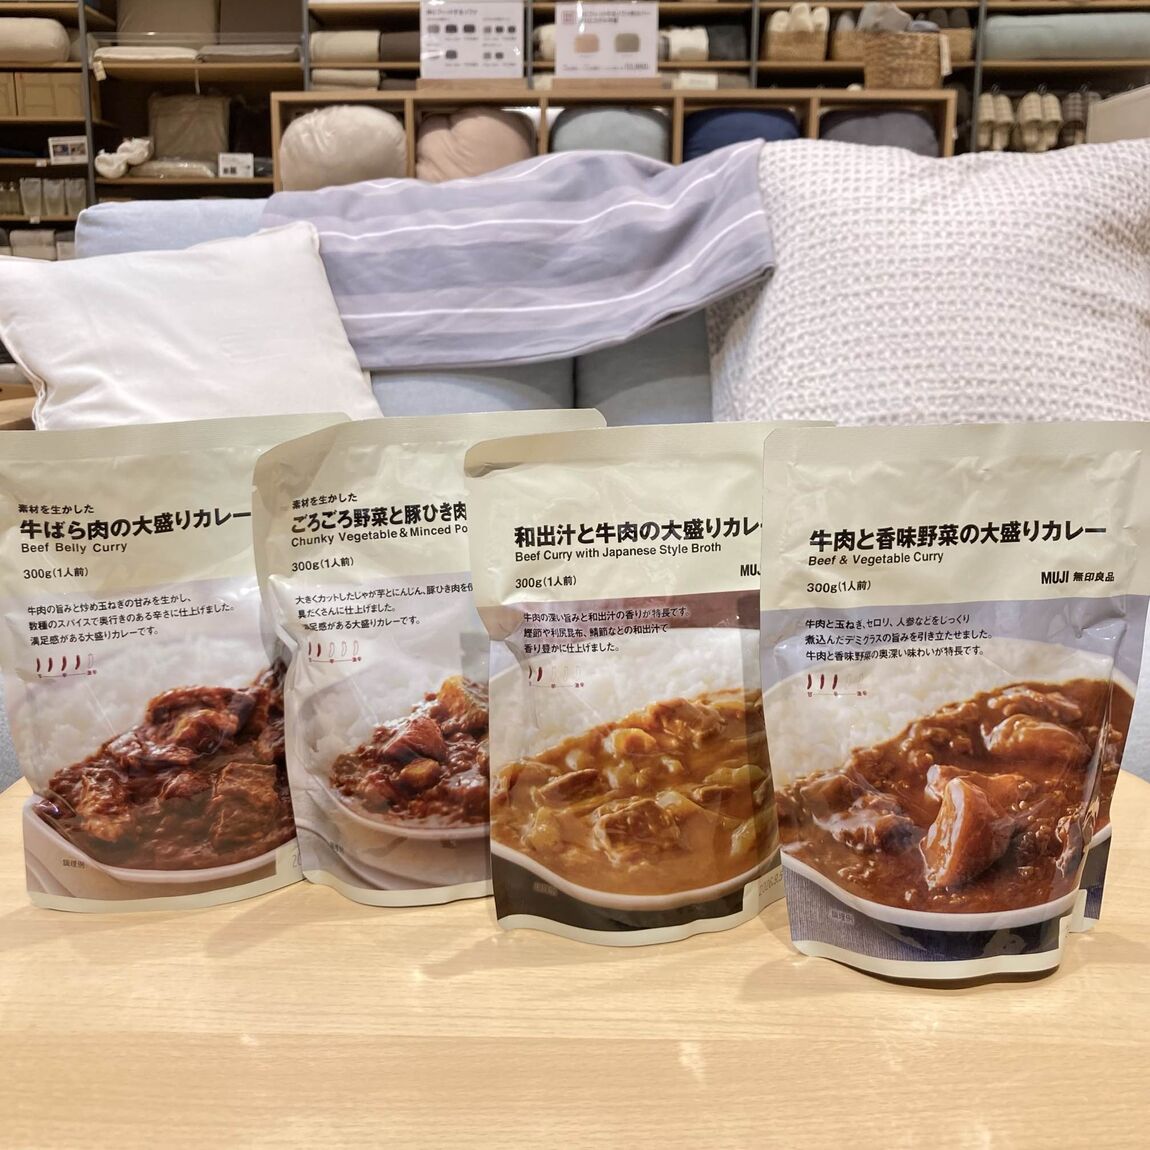 素材を生かした
牛ばら肉の大盛りカレー
Beef Belly Curry
300g(1人前)
牛肉の旨みと炒め玉ねぎの甘みを生かし、
数種のスパイスで奥行きのある辛さに仕上げました。
満足感がある大盛りカレーです。
調理例
素材を生かした
ごろごろ野菜と豚ひき肉
Chunky Vegetable & Minced Po
300g(1人前)
大きくカットしたじゃが芋とにんじん、豚ひき肉を
具だくさんに仕上げました。
足感がある大盛りカレーです。
和出汁と牛肉の大盛りカレ
Beef Curry with Japanese Style Broth
300g(1人前)
MUJ
牛肉の深い旨みと和出汁の香りが特長です。
鰹節や利尻昆布、鯖節などの和出汁で
香り豊かに仕上げました。
牛肉と香味野菜の大盛りカレー
Beef & Vegetable Curry
300g(1人前)
MUJI 無印良品
牛肉と玉ねぎ、セロリ、人参などをじっくり
煮込んだデミグラスの旨みを引き立たせました。
牛肉と香味野菜の奥深い味わいが特長です。
調理例